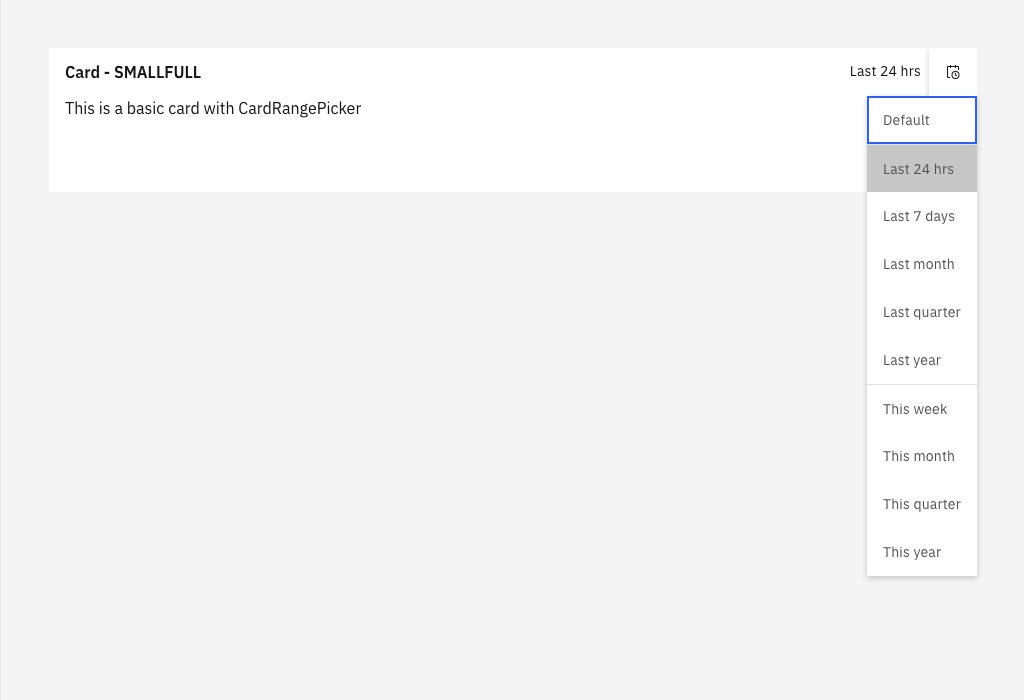 Card - SMALLFULL
Last 24 hrs
This is a basic card with CardRangePicker
Default
Last 24 hrs
Last 7 days
Last month
Last quarter
Last year
This week
This month
This quarter
This year